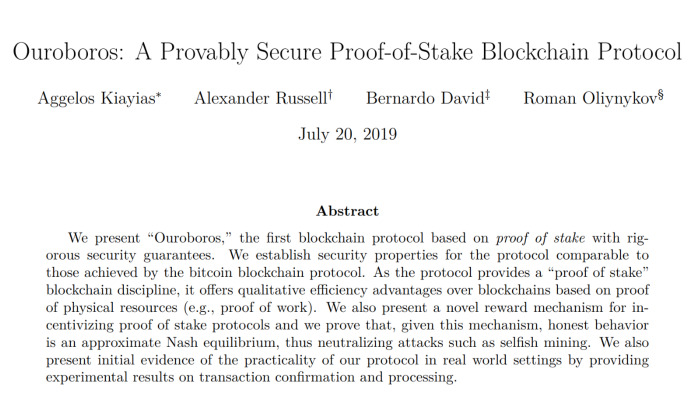 Ouroboros: A Provably Secure Proof-of-Stake Blockchain Protocol
Aggelos Kiayias* Alexander Russell† Bernardo David‡ Roman Oliynykov§
July 20, 2019
Abstract
We present “Ouroboros,” the first blockchain protocol based on proof of stake with rig-
orous security guarantees. We establish security properties for the protocol comparable to
those achieved by the bitcoin blockchain protocol. As the protocol provides a “proof of stake”
blockchain discipline, it offers qualitative efficiency advantages over blockchains based on proof
of physical resources (e.g., proof of work). We also present a novel reward mechanism for in-
centivizing proof of stake protocols and we prove that, given this mechanism, honest behavior
is an approximate Nash equilibrium, thus neutralizing attacks such as selfish mining. We also
present initial evidence of the practicality of our protocol in real world settings by providing
experimental results on transaction confirmation and processing.